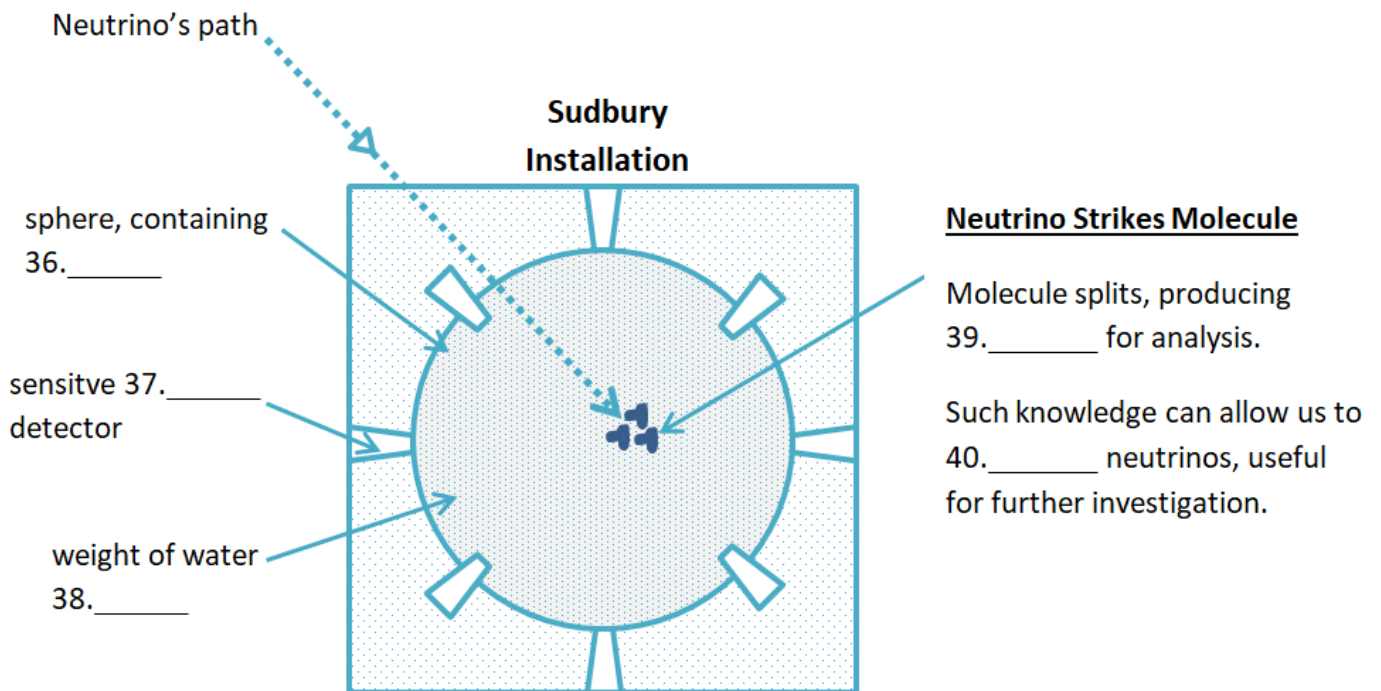 Neutrino’s path
Sudbury
Installation
sphere, containing
36.______
sensitve 37.______
detector
weight of water
38.______
Neutrino Strikes Molecule
Molecule splits, producing
39._______ for analysis.
Such knowledge can allow us to
40._______ neutrinos, useful
for further investigation.